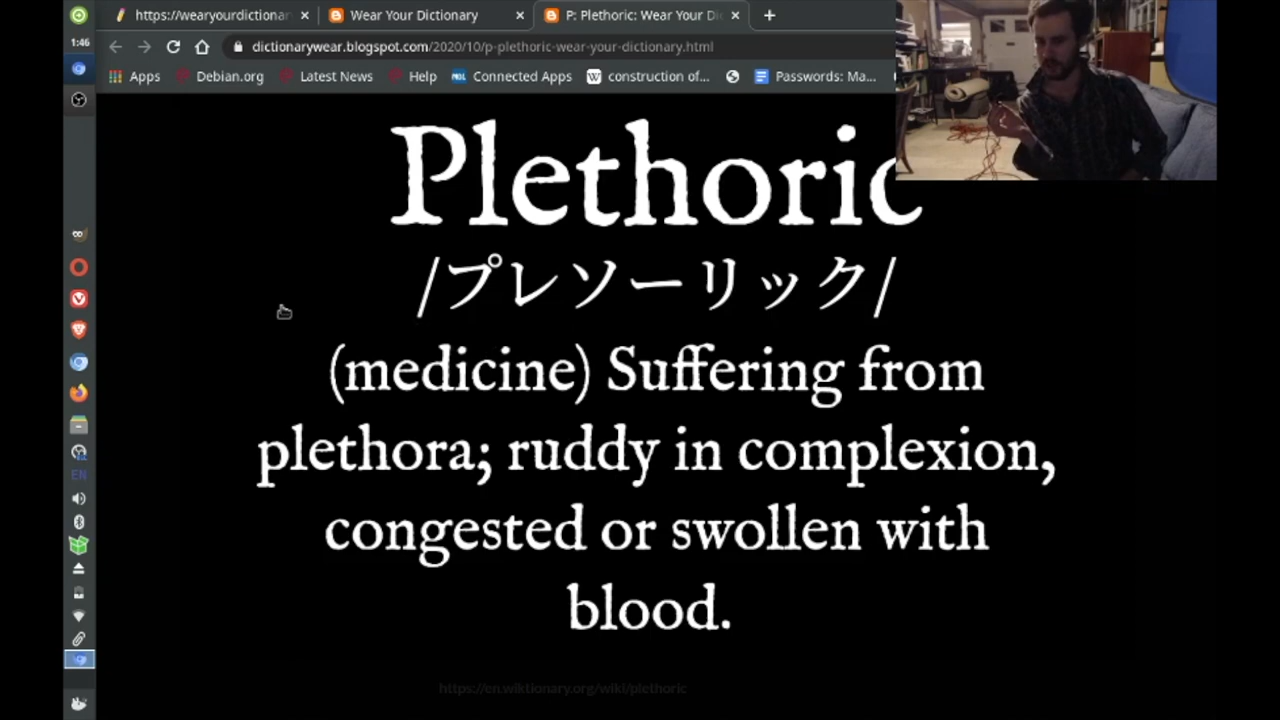 https://wearyourdictionar
Wear Your Dictionary
P: Plethoric: Wear Your Di
1:46
dictionarywear.blogspot.com/2020/10/p-plethoric-wear-your-dictionary.html
Apps
Debian.org
Latest News
Help
Connected Apps
construction of...
Passwords: Ma...
Plethoric
/プレソーリック/
(medicine) Suffering from
plethora; ruddy in complexion,
congested or swollen with
blood.
EN
https://en.wiktionary.org/wiki/plethoric